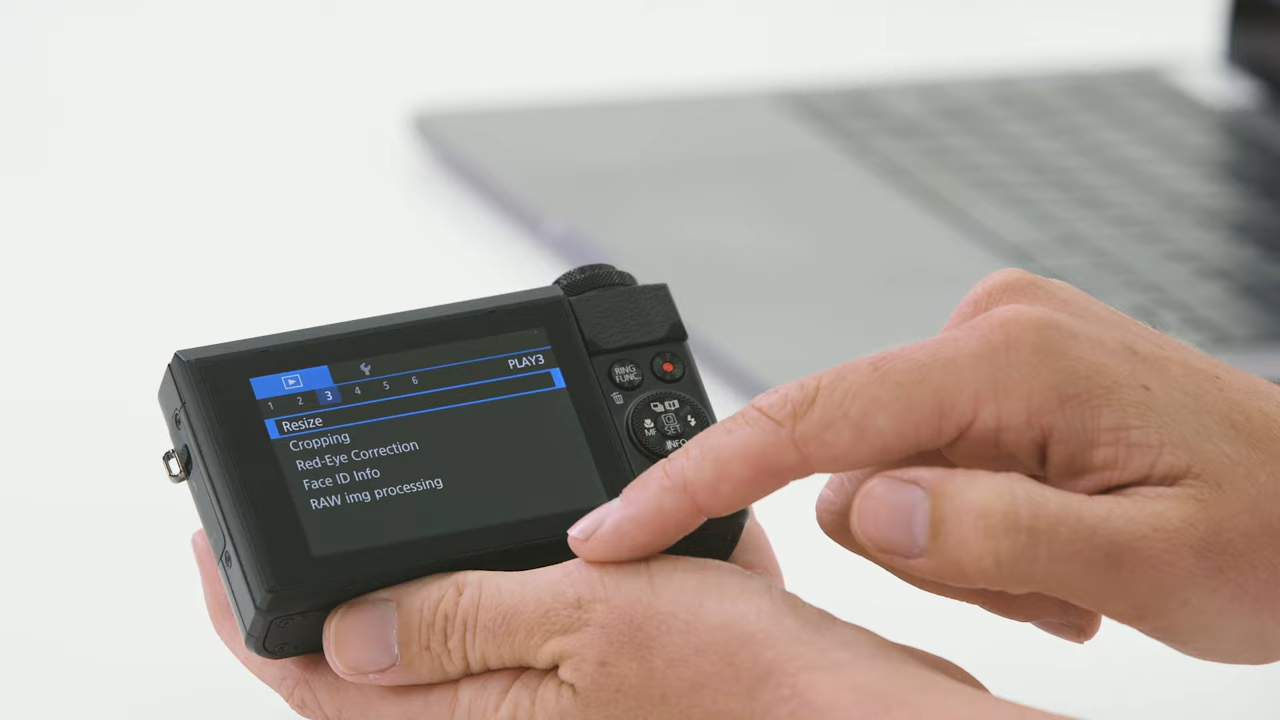 PLAY3
1 2 3 4 5 6
Resize
Cropping
Red-Eye Correction
Face ID Info
RAW img processing
RING
FUNC.
MF
SET
INFO